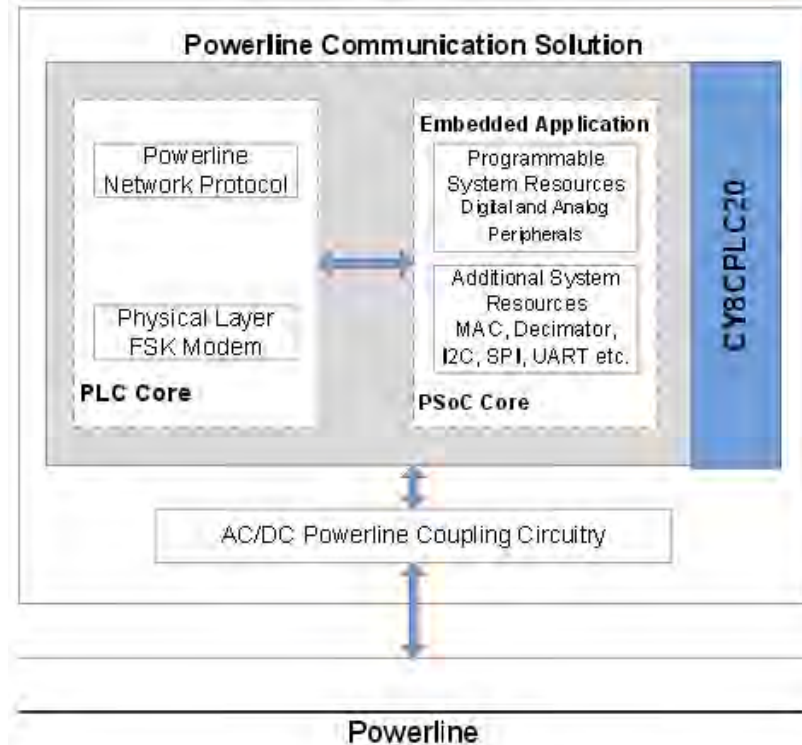 Powerline Communication Solution
Powerline
Network Protocol
Physical Layer
FSK Modem
PLC Core
Embedded Application
Programmable
System Resources
Digital and Analog
Peripherals
Additional System
Resources
MAC, Decimator,
I2C, SPI, UART etc.
PSoC Core
CY8CPLC20
AC/DC Powerline Coupling Circuitry
Powerline